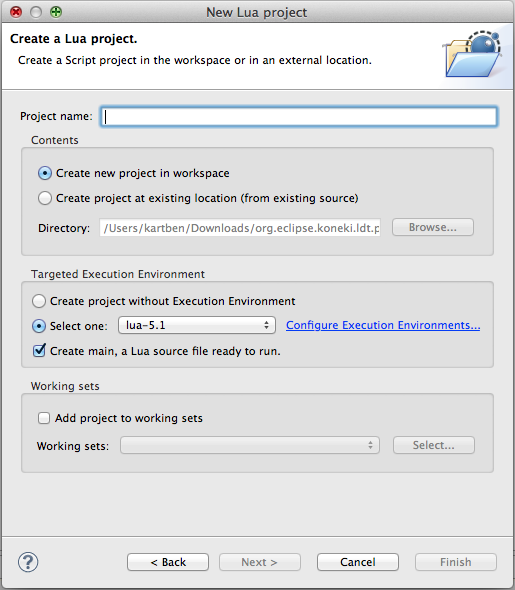 New Lua project
Create a Lua project.
Create a Script project in the workspace or in an external location.
Project name:
Contents
Create new project in workspace
Create project at existing location (from existing source)
Directory: /Users/kartben/Downloads/org.eclipse.koneki.ldt.p Browse...
Targeted Execution Environment
Create project without Execution Environment
Select one: lua-5.1 Configure Execution Environments...
Create main, a Lua source file ready to run.
Working sets
Add project to working sets
Working sets: Select...
? < Back Next > Cancel Finish